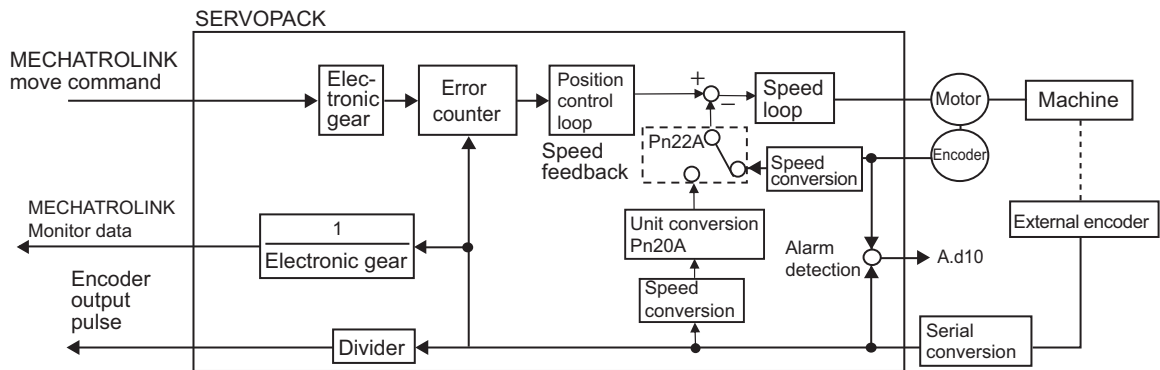 SERVOPACK
MECHATROLINK
move command
Elec-
tronic
gear
Error
counter
Position
control
loop
+
−
Speed
loop
Motor
Machine
Encoder
Speed
feedback
Pn22A
Speed
conversion
MECHATROLINK
Monitor data
1
Electronic gear
Unit conversion
Pn20A
Alarm
detection
A.d10
External encoder
Speed
conversion
Encoder
output
pulse
Divider
Serial
conversion